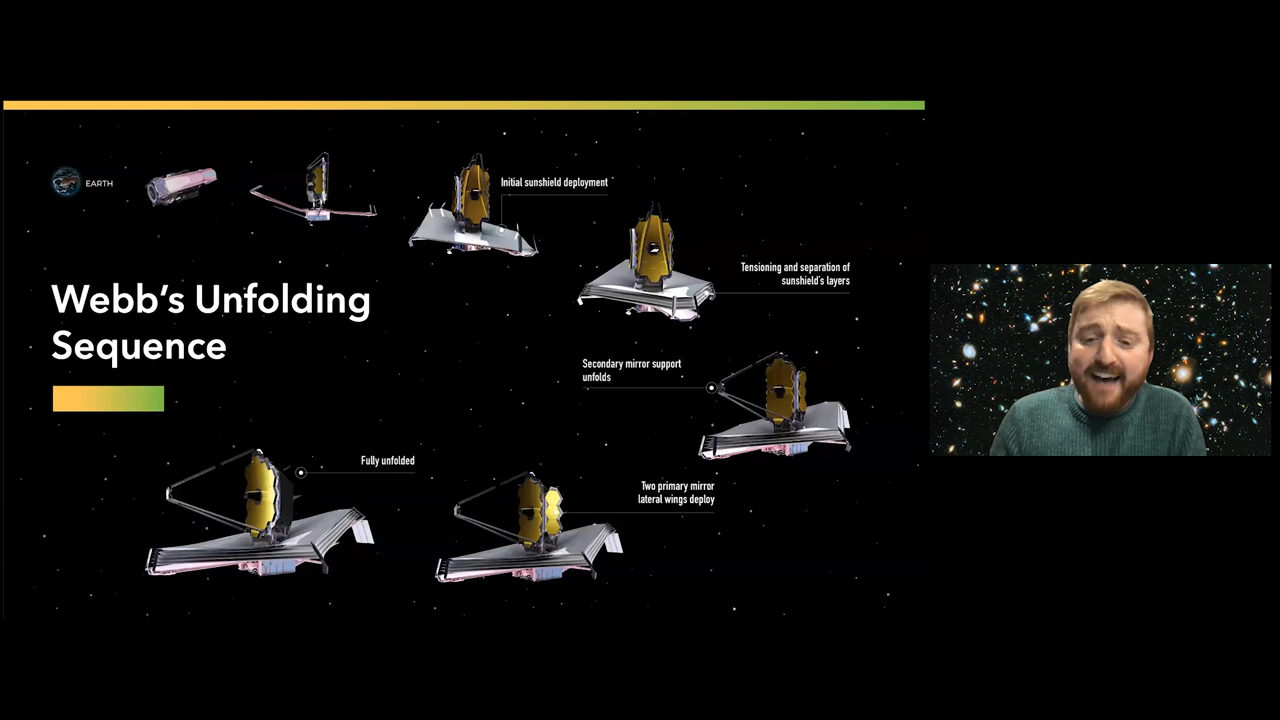 EARTH
Initial sunshield deployment
Tensioning and separation of
sunshield's layers
Webb's Unfolding
Sequence
Secondary mirror support
unfolds
Fully unfolded
Two primary mirror
lateral wings deploy